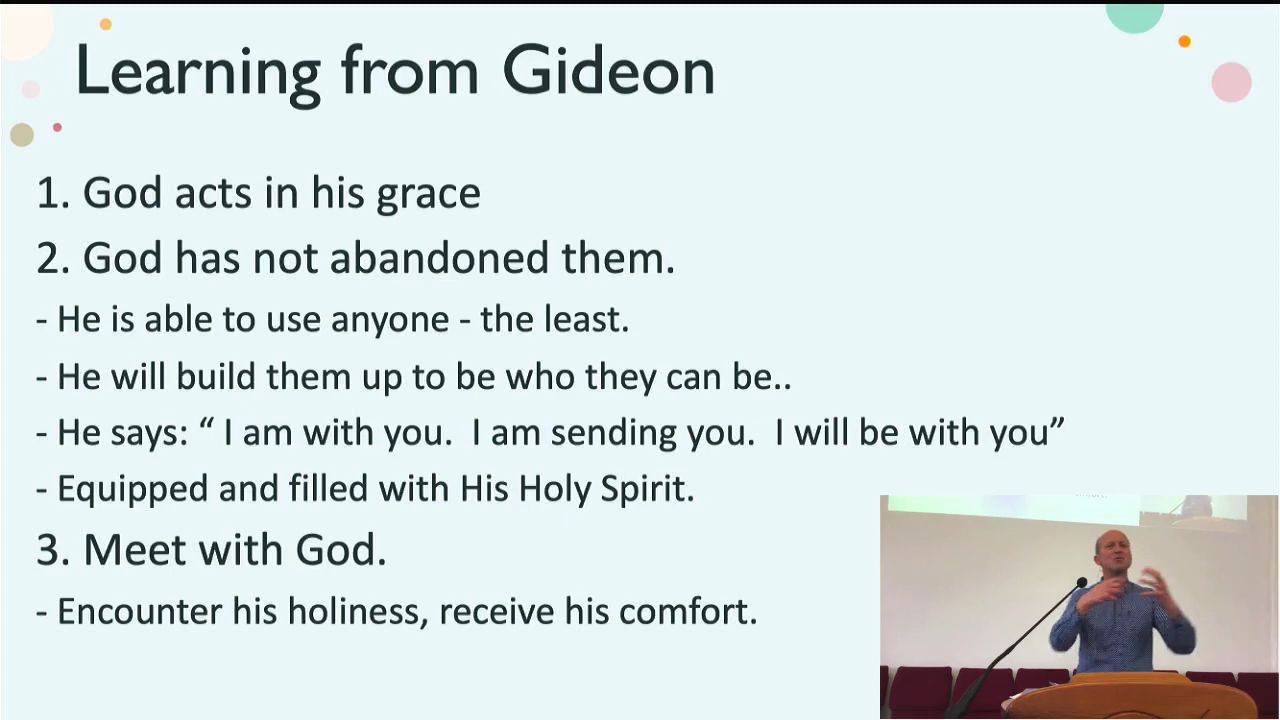 Learning from Gideon
1. God acts in his grace
2. God has not abandoned them.
- He is able to use anyone - the least.
- He will build them up to be who they can be..
- He says: “ I am with you.  I am sending you.  I will be with you”
- Equipped and filled with His Holy Spirit.
3. Meet with God.
- Encounter his holiness, receive his comfort.